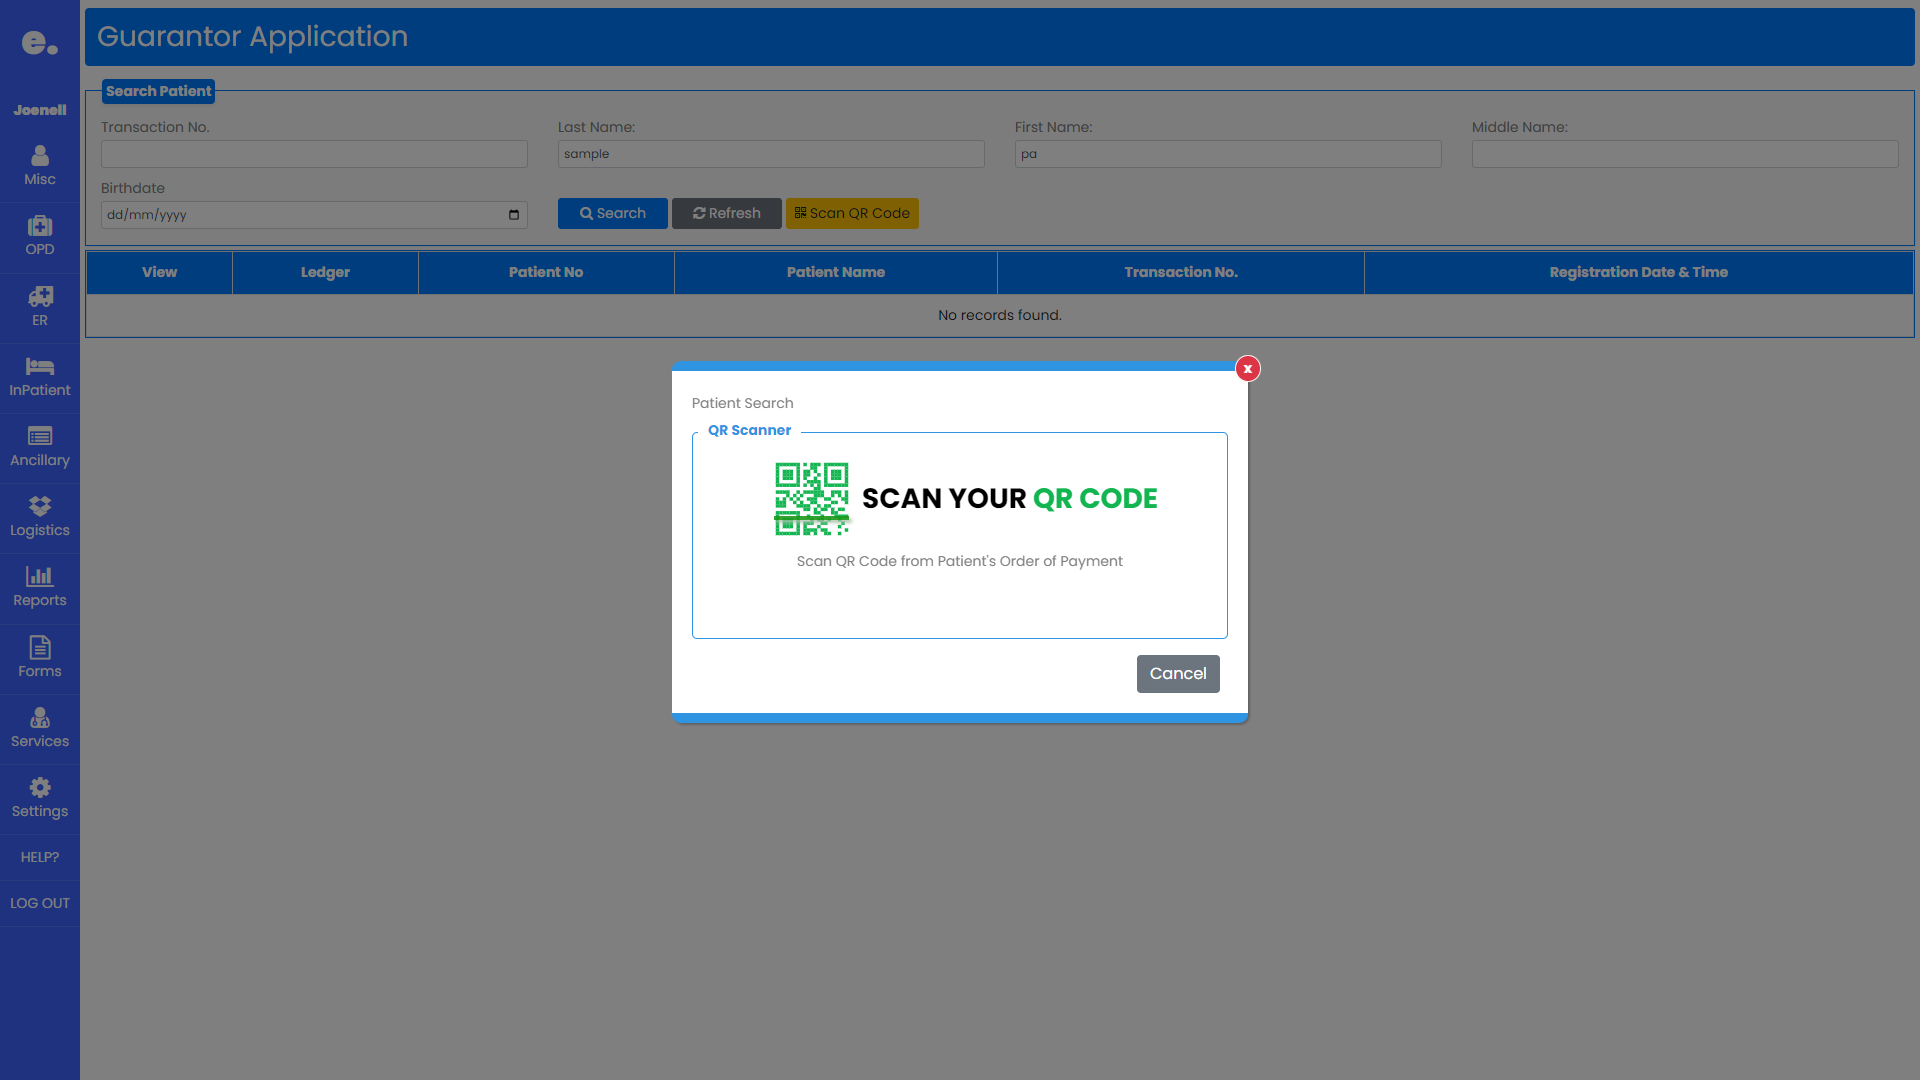 e.
Joenell
Misc
OPD
ER
InPatient
Ancillary
Logistics
Reports
Forms
Services
Settings
HELP?
LOG OUT
Guarantor Application
Search Patient
Transaction No.
Last Name:
First Name:
Middle Name:
sample
pa
Birthdate
dd/mm/yyyy
Search
Refresh
Scan QR Code
View Ledger Patient No Patient Name Transaction No. Registration Date & Time
No records found.
x
Patient Search
QR Scanner
SCAN YOUR QR CODE
Scan QR Code from Patient's Order of Payment
Cancel